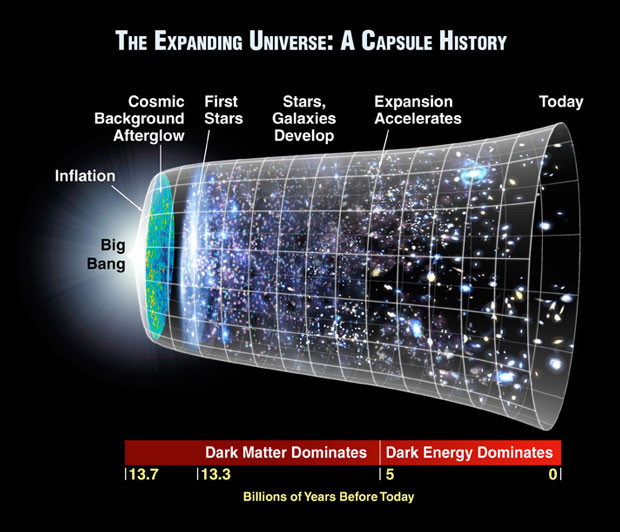 THE EXPANDING UNIVERSE: A CAPSULE HISTORY
Cosmic
Background
Afterglow
First
Stars
Stars,
Galaxies
Develop
Expansion
Accelerates
Today
Inflation
Big
Bang
Dark Matter Dominates
Dark Energy Dominates
13.7
13.3
5
0
Billions of Years Before Today